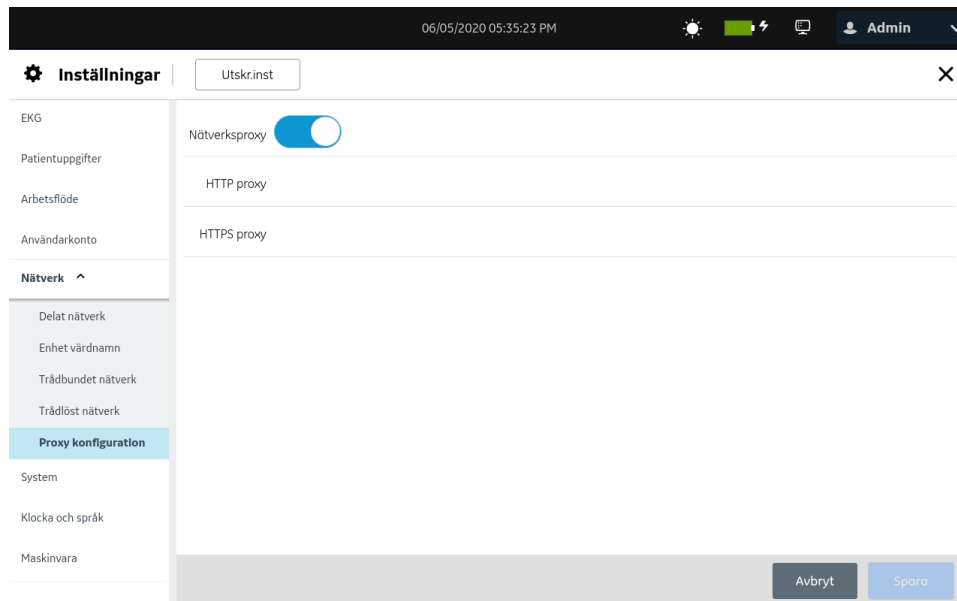 06/05/2020 05:35:23 PM
Admin
Inställningar
Utskr.inst
EKG
Patientuppgifter
Arbetsflöde
Användarkonto
Nätverk
Delat nätverk
Enhet värdnamn
Trådbundet nätverk
Trådlöst nätverk
Proxy konfiguration
System
Klocka och språk
Maskinvara
Nätverksproxy
HTTP proxy
HTTPS proxy
Avbryt
Spara